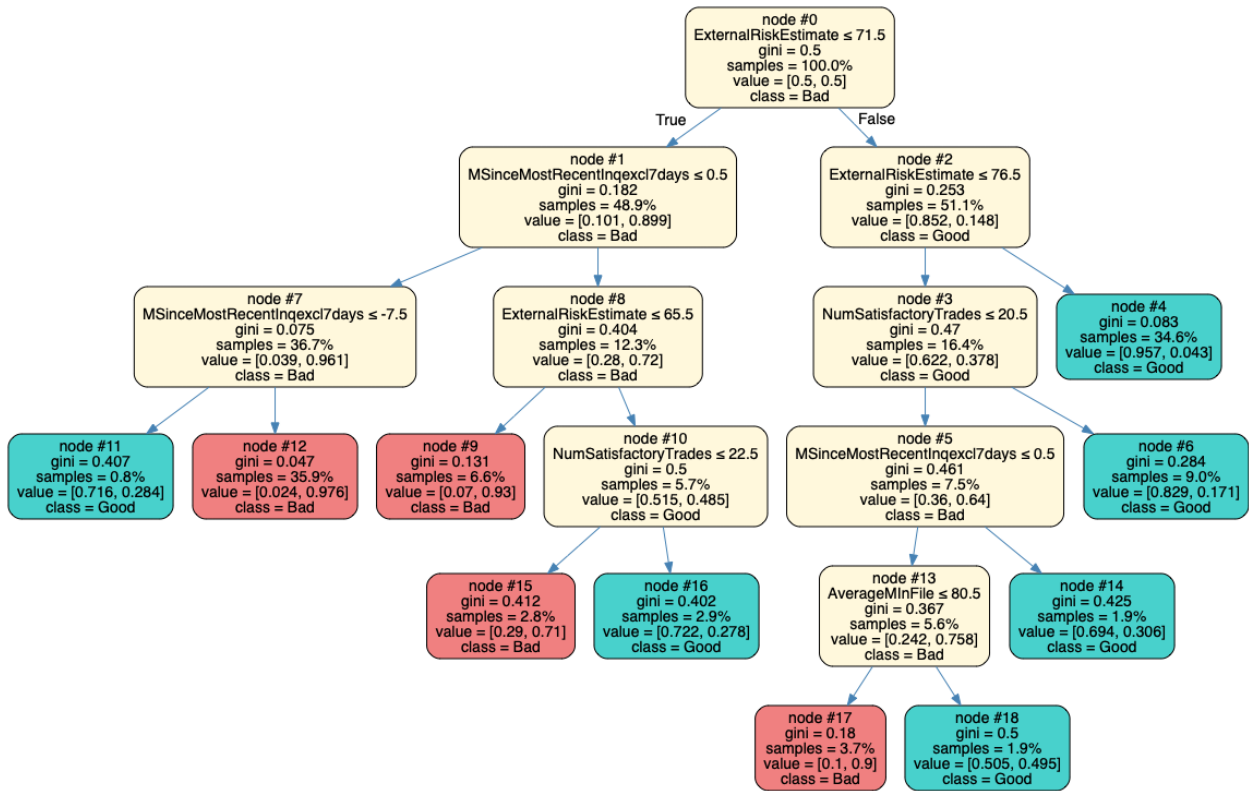 node #0
ExternalRiskEstimate ≤ 71.5
gini = 0.5
samples = 100.0%
value = [0.5, 0.5]
class = Bad
True
False
node #1
MSinceMostRecentInqexcl7days ≤ 0.5
gini = 0.182
samples = 48.9%
value = [0.101, 0.899]
class = Bad
node #2
ExternalRiskEstimate ≤ 76.5
gini = 0.253
samples = 51.1%
value = [0.852, 0.148]
class = Good
node #7
MSinceMostRecentInqexcl7days ≤ -7.5
gini = 0.075
samples = 36.7%
value = [0.039, 0.961]
class = Bad
node #8
ExternalRiskEstimate ≤ 65.5
gini = 0.404
samples = 12.3%
value = [0.28, 0.72]
class = Bad
node #3
NumSatisfactoryTrades ≤ 20.5
gini = 0.47
samples = 16.4%
value = [0.622, 0.378]
class = Good
node #4
gini = 0.083
samples = 34.6%
value = [0.957, 0.043]
class = Good
node #11
gini = 0.407
samples = 0.8%
value = [0.716, 0.284]
class = Good
node #12
gini = 0.047
samples = 35.9%
value = [0.024, 0.976]
class = Bad
node #9
gini = 0.131
samples = 6.6%
value = [0.07, 0.93]
class = Bad
node #10
NumSatisfactoryTrades ≤ 22.5
gini = 0.5
samples = 5.7%
value = [0.515, 0.485]
class = Good
node #5
MSinceMostRecentInqexcl7days ≤ 0.5
gini = 0.461
samples = 7.5%
value = [0.36, 0.64]
class = Bad
node #6
gini = 0.284
samples = 9.0%
value = [0.829, 0.171]
class = Good
node #15
gini = 0.412
samples = 2.8%
value = [0.29, 0.71]
class = Bad
node #16
gini = 0.402
samples = 2.9%
value = [0.722, 0.278]
class = Good
node #13
AverageMInFile ≤ 80.5
gini = 0.367
samples = 5.6%
value = [0.242, 0.758]
class = Bad
node #14
gini = 0.425
samples = 1.9%
value = [0.694, 0.306]
class = Good
node #17
gini = 0.18
samples = 3.7%
value = [0.1, 0.9]
class = Bad
node #18
gini = 0.5
samples = 1.9%
value = [0.505, 0.495]
class = Good